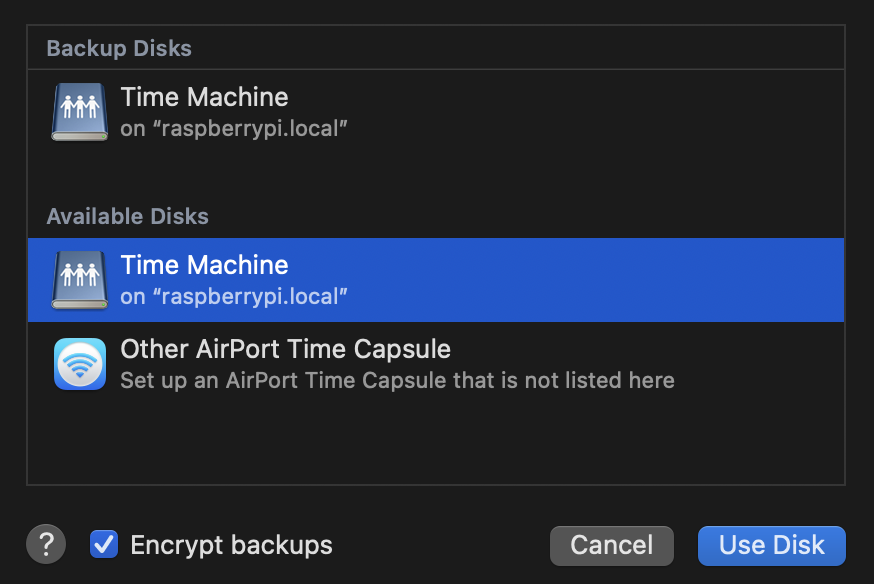 Backup Disks
Time Machine
on “raspberrypi.local”
Available Disks
Time Machine
on “raspberrypi.local”
Other AirPort Time Capsule
Set up an AirPort Time Capsule that is not listed here
? Encrypt backups Cancel Use Disk